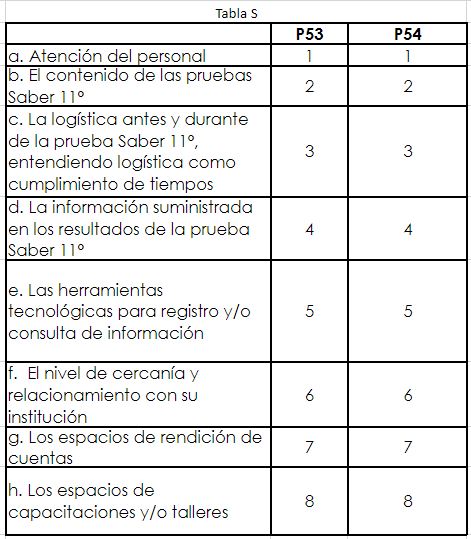 Tabla S
P53 P54
a. Atención del personal 1 1
b. El contenido de las pruebas
Saber 11° 2 2
c. La logística antes y durante
de la prueba Saber 11°,
entendiendo logística como 3 3
cumplimiento de tiempos
d. La información suministrada
en los resultados de la prueba 4 4
Saber 11°
e. Las herramientas
tecnológicas para registro y/o 5 5
consulta de información
f. El nivel de cercanía y
relacionamiento con su 6 6
institución
g. Los espacios de rendición de
cuentas 7 7
h. Los espacios de
capacitaciones y/o talleres 8 8